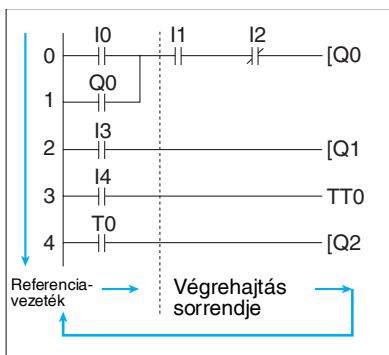 I0 I1 I2
0 [Q0
Q0
1
I3
2 [Q1
I4
3 TT0
T0
4 [Q2
Referencia-
vezeték
Végrehajtás
sorrendje